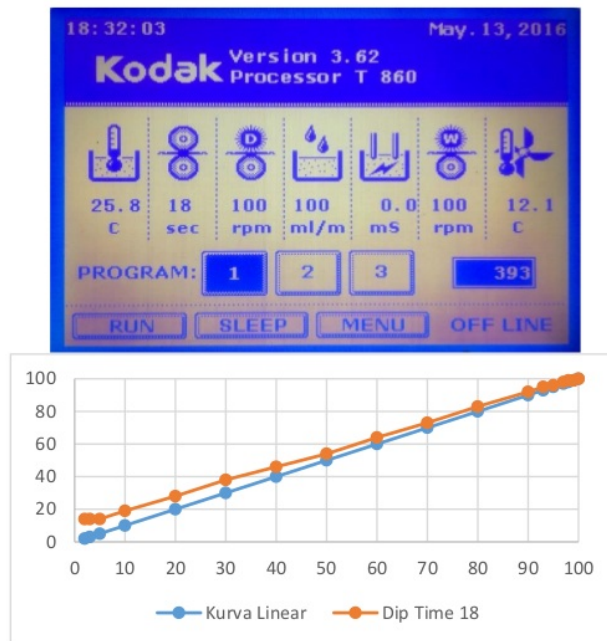 18:32:03 May.13,2016
Kodak Version 3.62
Processor T 860
D W
25.8 18 100 100 0.0 100 12.1
C sec rpm ml/m mS rpm C
PROGRAM: 1 2 3 393
RUN SLEEP MENU OFF LINE
100
80
60
40
20
0
0 10 20 30 40 50 60 70 80 90 100
Kurva Linear Dip Time 18